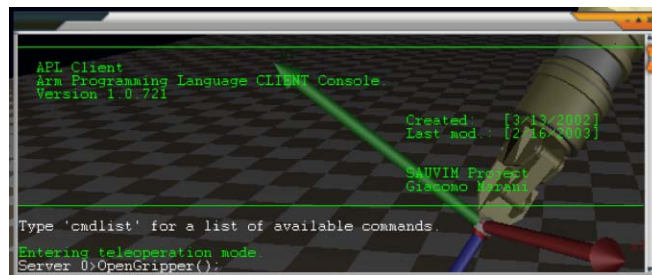 APL Client
Arm Programming Language CLIENT Console.
Version 1.0.721
Created: [3/13/2002]
Last mod.: [2/16/2003]
SAUVIM Project
Giacomo Marani
Type 'cmdlist' for a list of available commands.
Entering teleoperation mode.
Server 0>OpenGripper();